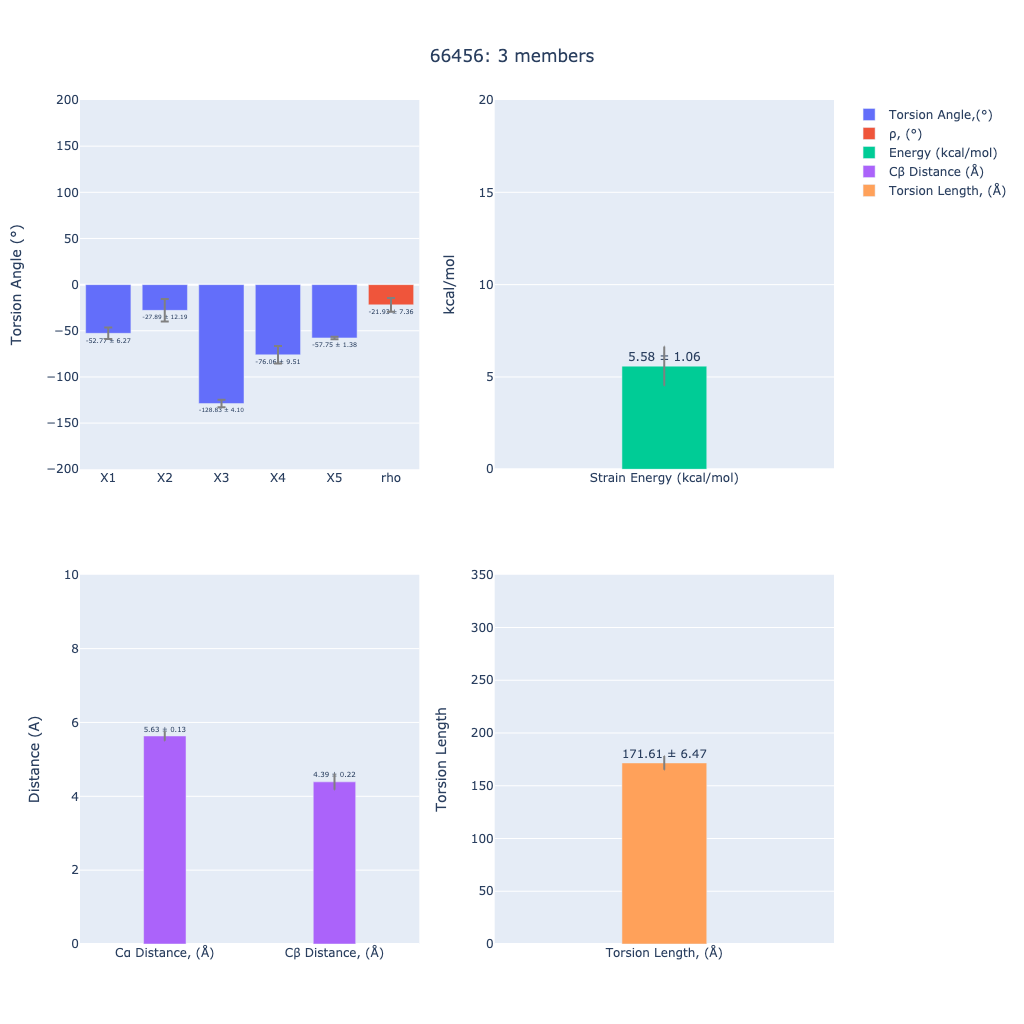 66456: 3 members
Torsion Angle (°)
200
150
100
50
0
−50
−100
−150
−200
-52.77 ± 6.27
-27.89 ± 12.19
-128.83 ± 4.10
± 9.51
-57.75 ± 1.38
-21.93 ± 7.36
X1
X2
X3
X4
X5
rho
kcal/mol
20
15
10
5
0
5.58 ± 1.06
Strain Energy (kcal/mol)
Torsion Angle,(°)
ρ, (°)
Energy (kcal/mol)
Cβ Distance (Å)
Torsion Length, (Å)
Distance (A)
10
8
6
4
2
0
5.63 ± 0.13
4.39 ± 0.22
Cα Distance, (Å)
Cβ Distance, (Å)
Torsion Length
350
300
250
200
150
100
50
0
171.61 ± 6.47
Torsion Length, (Å)